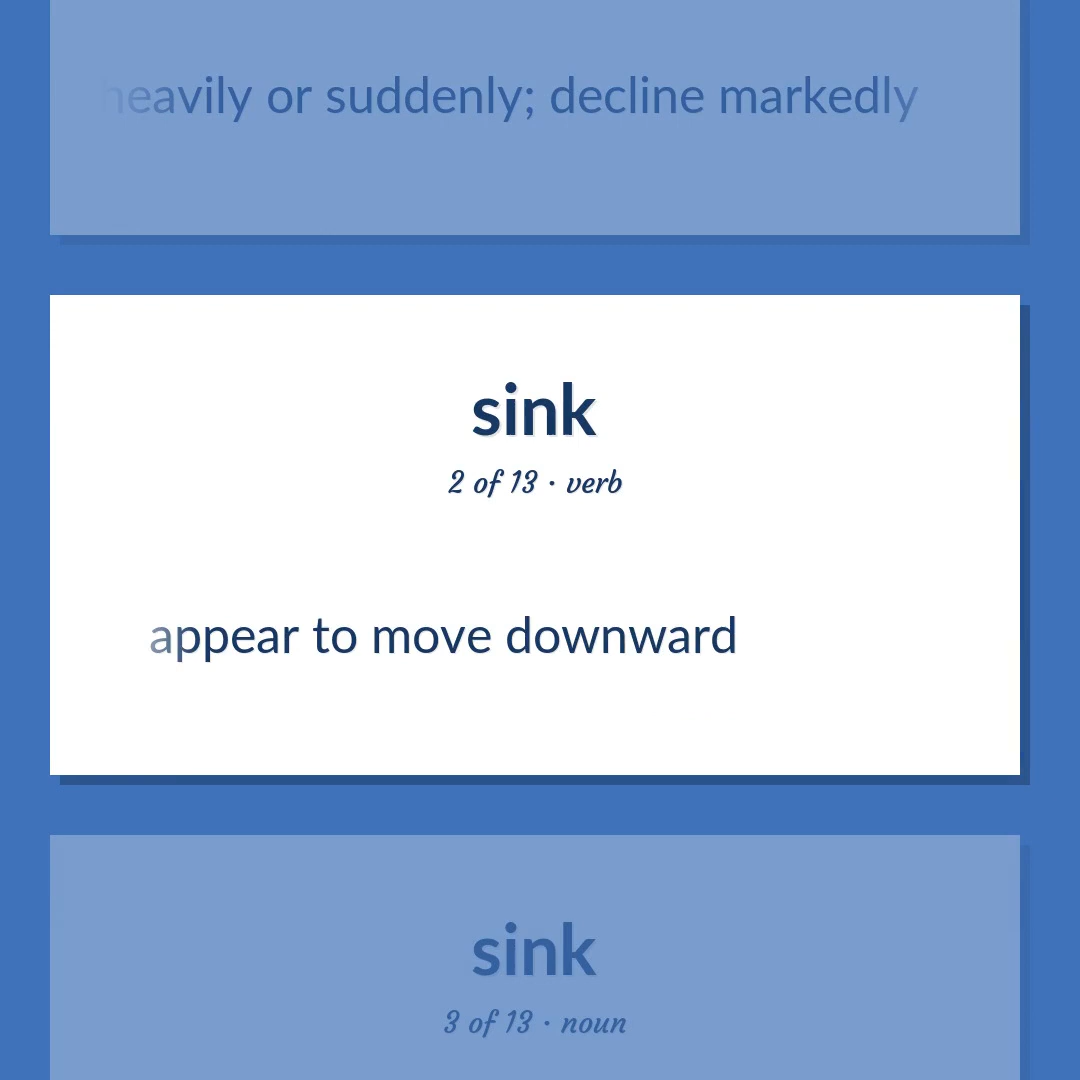 heavily or suddenly; decline markedly
sink
2 of 13 · verb
appear to move downward
sink
3 of 13 · noun